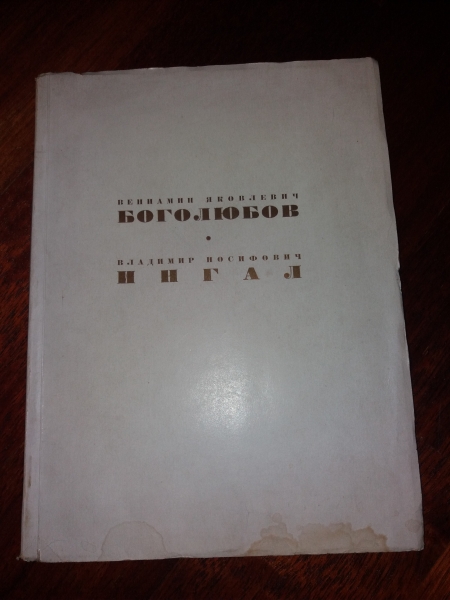 ВЕНИАМИН ЯКОВЛЕВИЧ
БОГОЛЮБОВ
•
ВЛАДИМИР ИОСИФОВИЧ
ИНГАЛ